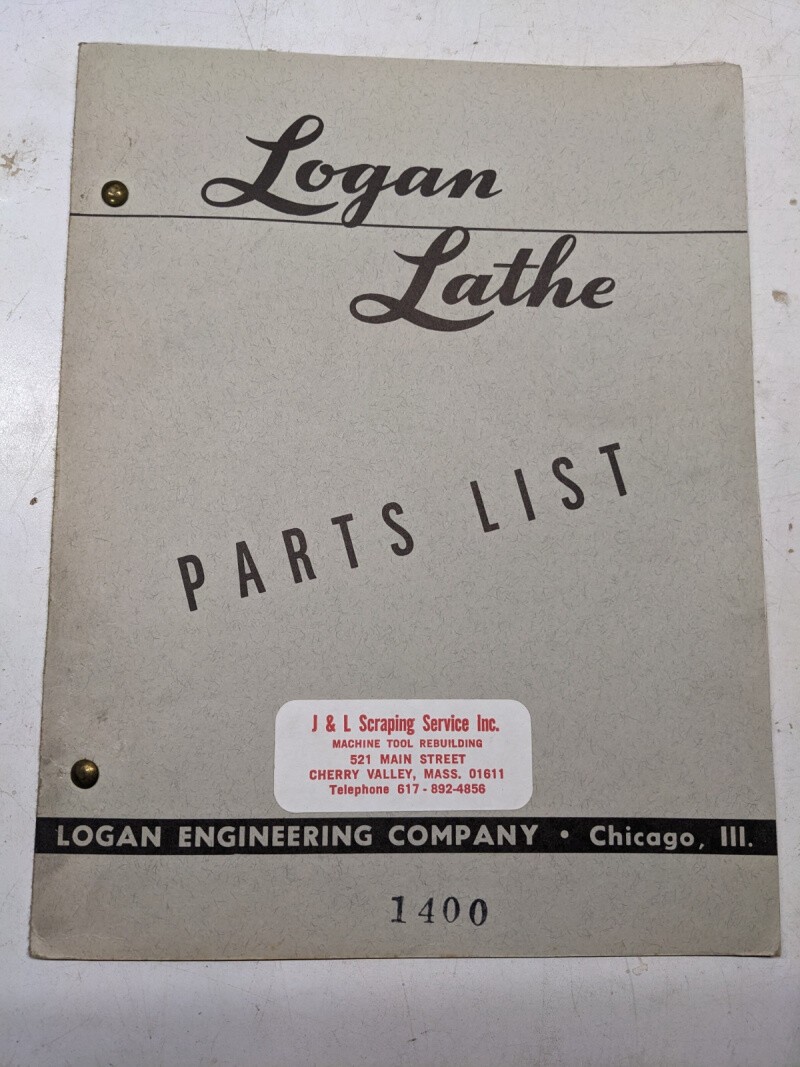 Logan
Lathe
PARTS LIST
J & L Scraping Service Inc.
MACHINE TOOL REBUILDING
521 MAIN STREET
CHERRY VALLEY, MASS. 01611
Telephone 617 - 892-4856
LOGAN ENGINEERING COMPANY • Chicago, Ill.
1400